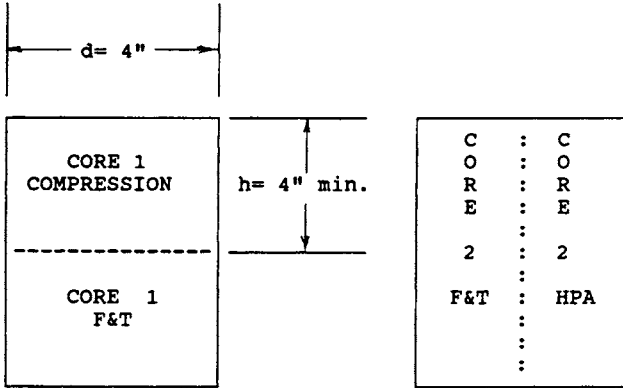 d= 4"
CORE 1
COMPRESSION
h= 4" min.
CORE 1
F&T
C : C
O : O
R : R
E : E
:
2 : 2
:
F&T : HPA
:
:
: